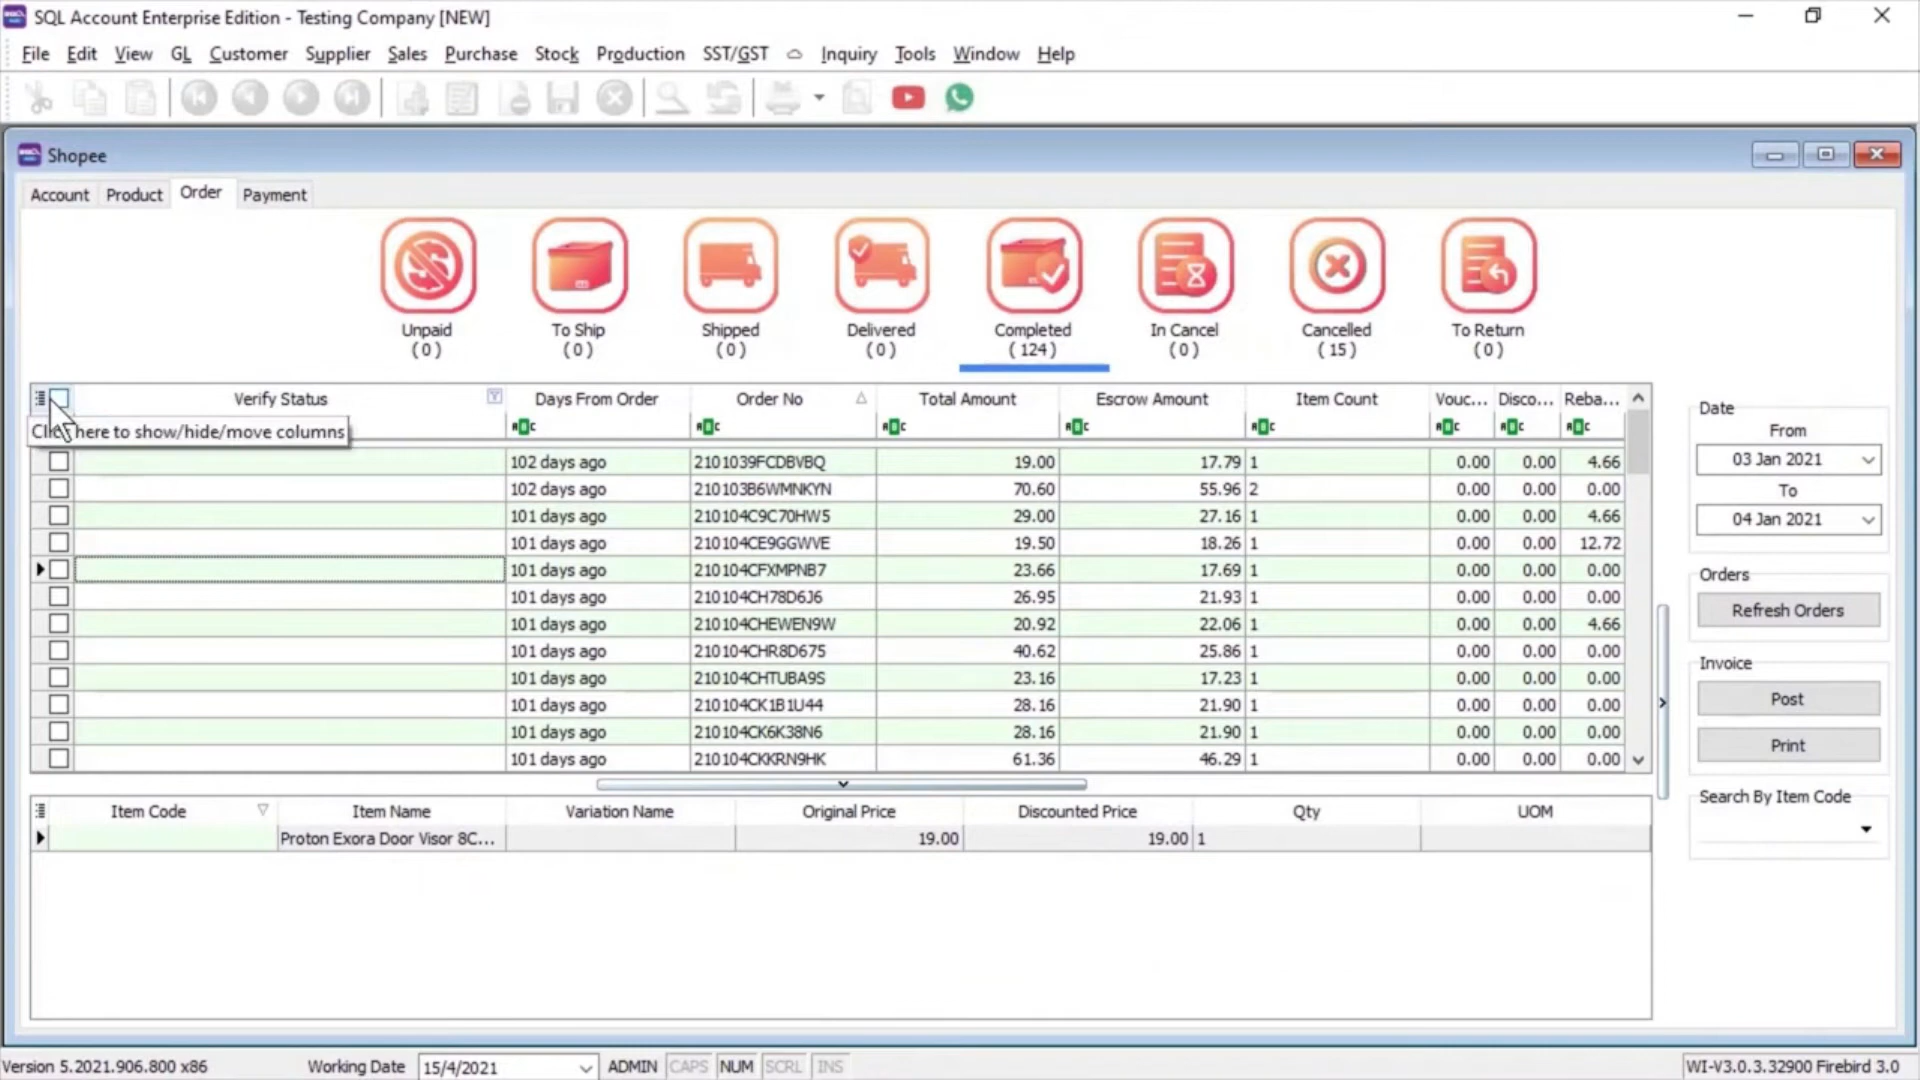 SQL Account Enterprise Edition - Testing Company [NEW]
File Edit View GL Customer Supplier Sales Purchase Stock Production SST/GST Inquiry Tools Window Help
Shopee
Account Product Order Payment
Unpaid To Ship Shipped Delivered Completed In Cancel Cancelled To Return
( 0 ) ( 0 ) ( 0 ) ( 0 ) ( 124 ) ( 0 ) ( 15 ) ( 0 )
Verify Status Days From Order Order No Total Amount Escrow Amount Item Count Vouc... Disco... Reba...
here to show/hide/move columns
102 days ago 2101039FCDBVBQ 19.00 17.79 1 0.00 0.00 4.66
102 days ago 210103B6WMNKYN 70.60 55.96 2 0.00 0.00 0.00
101 days ago 210104C9C70HW5 29.00 27.16 1 0.00 0.00 4.66
101 days ago 210104CE9GGWVE 19.50 18.26 1 0.00 0.00 12.72
101 days ago 210104CFXMPNB7 23.66 17.69 1 0.00 0.00 0.00
101 days ago 210104CH78D6J6 26.95 21.93 1 0.00 0.00 0.00
101 days ago 210104CHEWEN9W 20.92 22.06 1 0.00 0.00 4.66
101 days ago 210104CHR8D675 40.62 25.86 1 0.00 0.00 0.00
101 days ago 210104CHTUBA9S 23.16 17.23 1 0.00 0.00 0.00
101 days ago 210104CK1B1U44 28.16 21.90 1 0.00 0.00 0.00
101 days ago 210104CK6K38N6 28.16 21.90 1 0.00 0.00 0.00
101 days ago 210104CKKRN9HK 61.36 46.29 1 0.00 0.00 0.00
Date
From
03 Jan 2021
To
04 Jan 2021
Orders
Refresh Orders
Invoice
Post
Print
Search By Item Code
Item Code Item Name Variation Name Original Price Discounted Price Qty UOM
Proton Exora Door Visor 8C... 19.00 19.00 1
Version 5.2021.906.800 x86 Working Date 15/4/2021 ADMIN CAPS NUM SCRL INS WI-V3.0.3.32900 Firebird 3.0